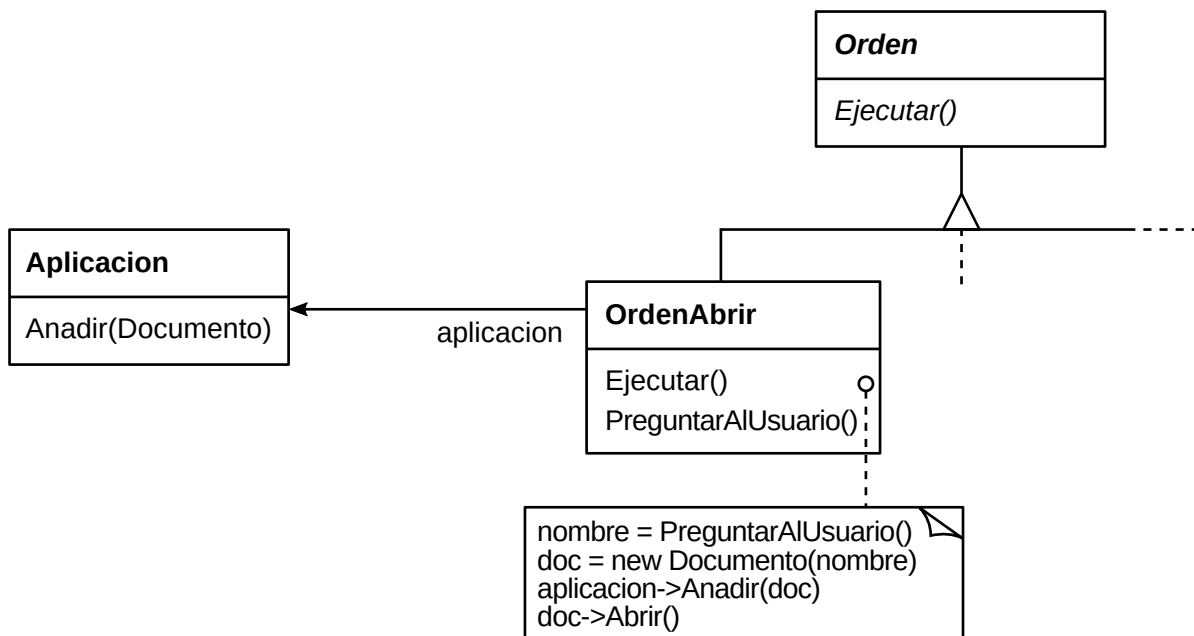 Orden
Ejecutar()
Aplicacion
Anadir(Documento)
aplicacion
OrdenAbrir
Ejecutar()
PreguntarAlUsuario()
nombre = PreguntarAlUsuario()
doc = new Documento(nombre)
aplicacion->Anadir(doc)
doc->Abrir()